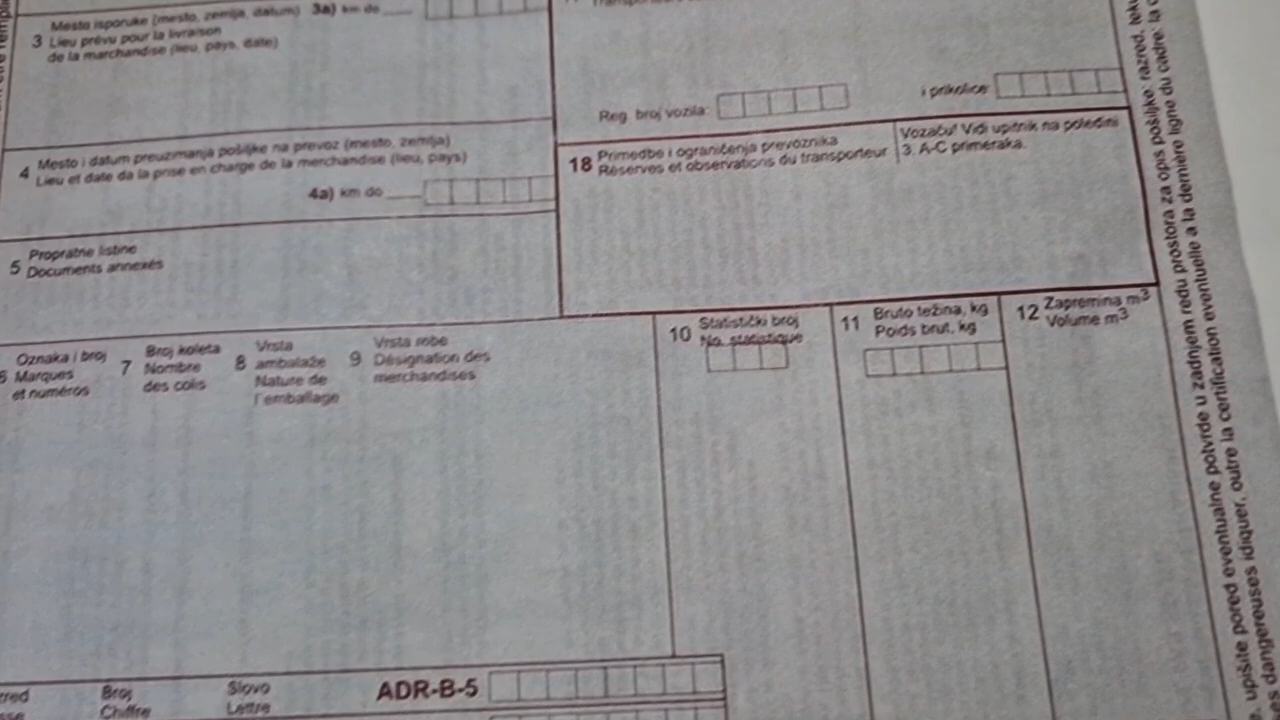 3 Mesto isporuke (mesto, zemlja, datum) 3a) km do
Lieu prévu pour la livraison
de la marchandise (lieu, pays, date)
Reg. broj vozila:
i prikolice:
4 Mesto i datum preuzimanja pošiljke na prevoz (mesto, zemlja)
Lieu et date da la prise en charge de la merchandise (lieu, pays)
4a) km do
18 Primedbe i ograničenja prevoznika
Réserves et observations du transporteur
Vozaču! Vidi upitnik na poleđini
3. A-C primeraka.
5 Propratne listine
Documents annexés
6 Oznaka i broj
Marques
et numéros
7 Broj koleta
Nombre
des colis
8 Vrsta
ambalaže
Nature de
l'emballage
9 Vrsta robe
Désignation des
merchandises
10 Statistički broj
No. statistique
11 Bruto težina, kg
Poids brut, kg
12 Zapremina m³
Volume m³
Broj
Chiffre
Slovo
Lettre
ADR-B-5
upišite pored eventualne potvrde u zadnjem redu prostora za opis pošiljke: razred,
dangereuses idiquer, outre la certification eventuelle a la derniére ligne du cadre: la